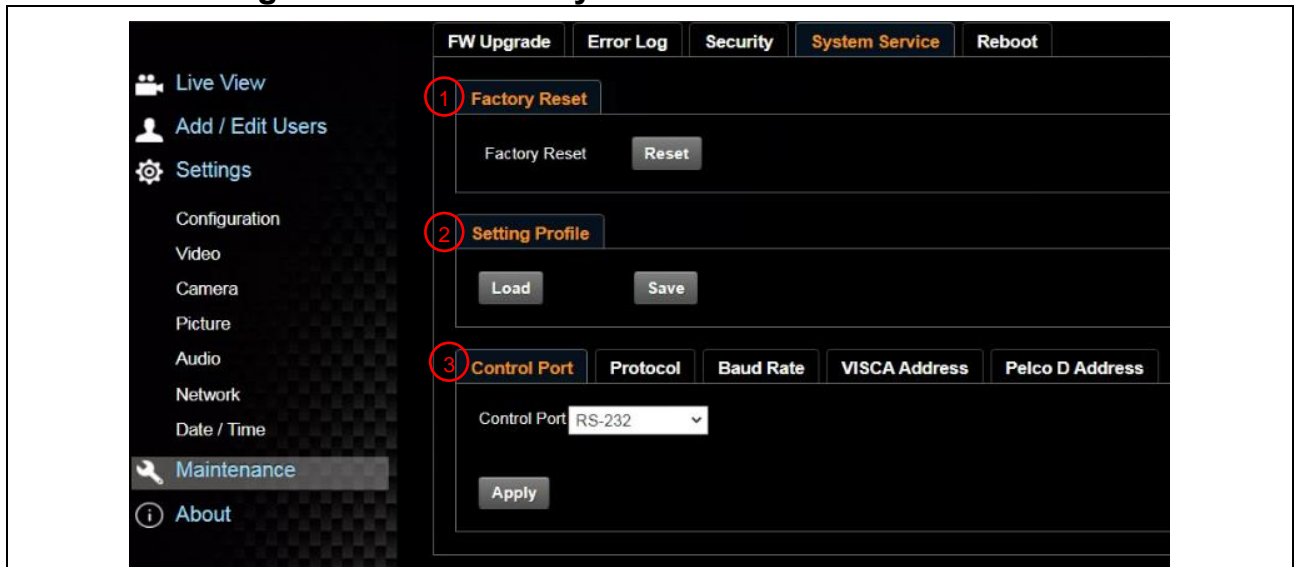 FW Upgrade Error Log Security System Service Reboot
Live View
Add / Edit Users
Settings
Configuration
Video
Camera
Picture
Audio
Network
Date / Time
Maintenance
About
1 Factory Reset
Factory Reset Reset
2 Setting Profile
Load Save
3 Control Port Protocol Baud Rate VISCA Address Pelco D Address
Control Port RS-232
Apply